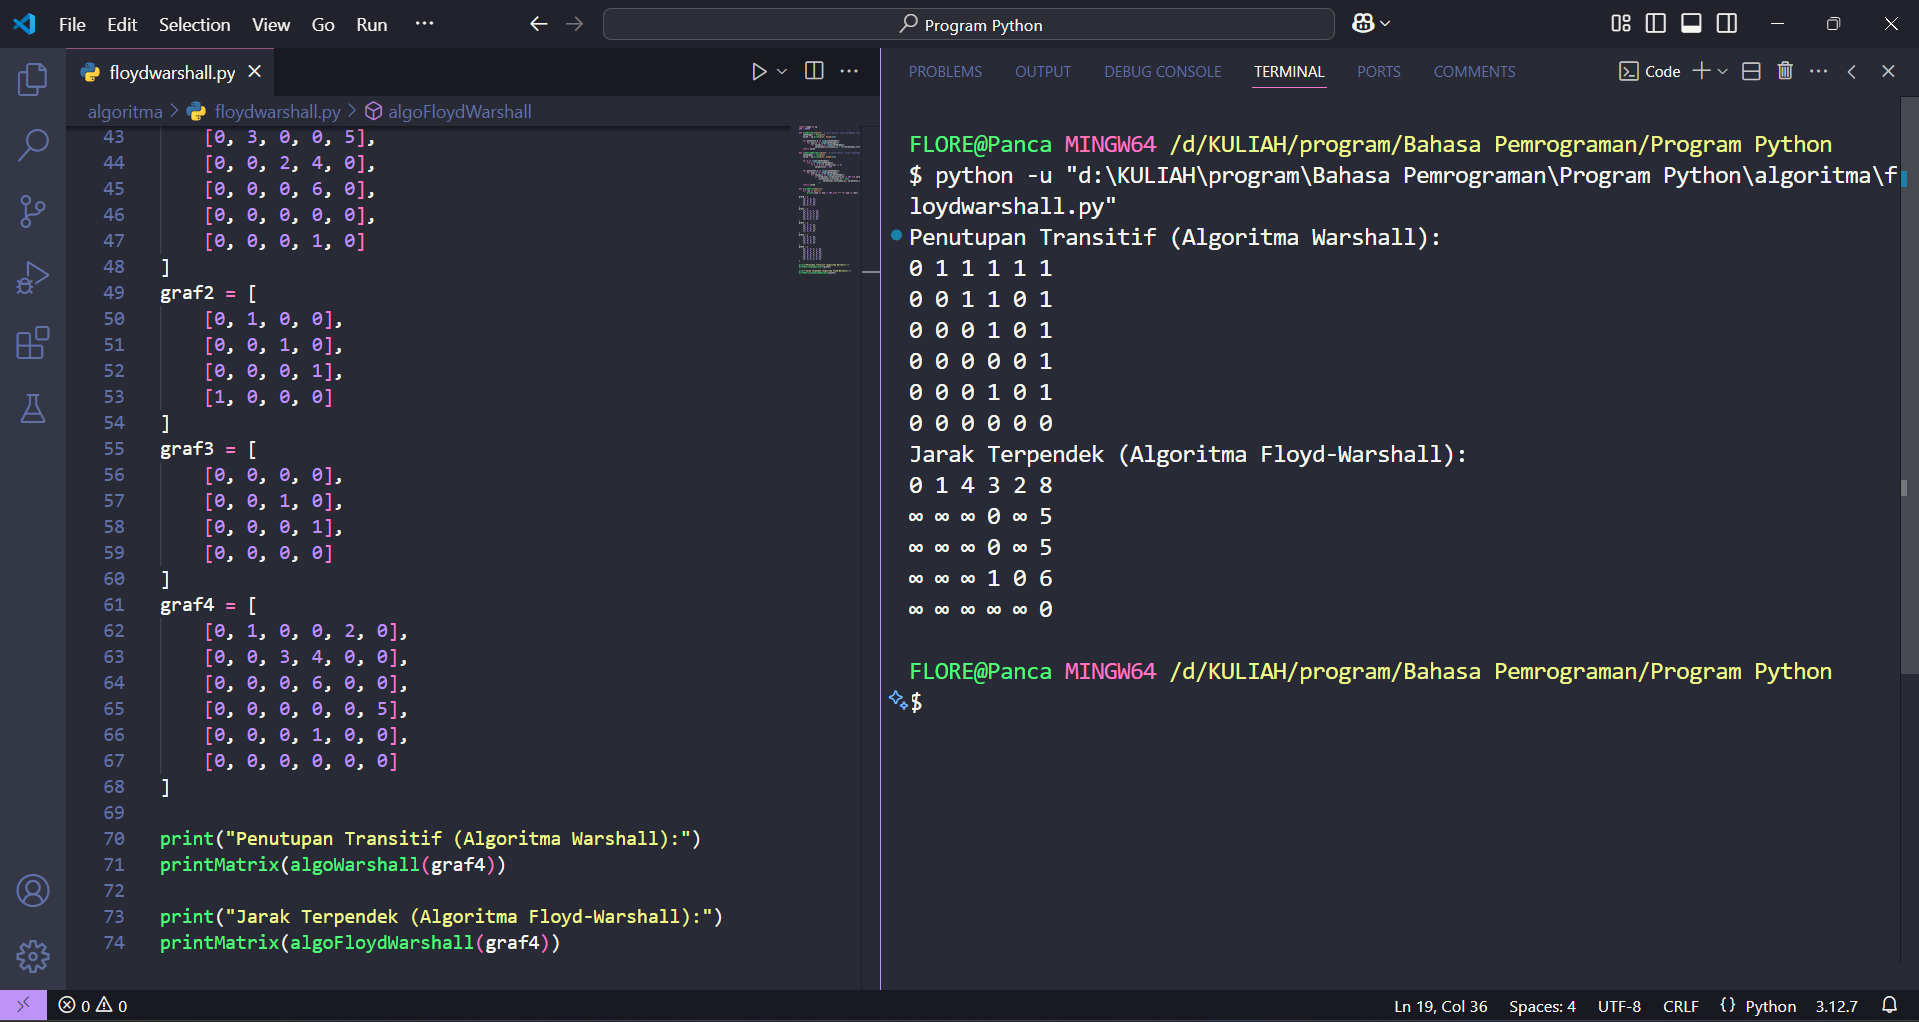 File Edit Selection View Go Run ··· Program Python
floydwarshall.py
algoritma > floydwarshall.py > algoFloydWarshall
43 [0, 3, 0, 0, 5],
44 [0, 0, 2, 4, 0],
45 [0, 0, 0, 6, 0],
46 [0, 0, 0, 0, 0],
47 [0, 0, 0, 1, 0]
48 ]
49 graf2 = [
50 [0, 1, 0, 0],
51 [0, 0, 1, 0],
52 [0, 0, 0, 1],
53 [1, 0, 0, 0]
54 ]
55 graf3 = [
56 [0, 0, 0, 0],
57 [0, 0, 1, 0],
58 [0, 0, 0, 1],
59 [0, 0, 0, 0]
60 ]
61 graf4 = [
62 [0, 1, 0, 0, 2, 0],
63 [0, 0, 3, 4, 0, 0],
64 [0, 0, 0, 6, 0, 0],
65 [0, 0, 0, 0, 0, 5],
66 [0, 0, 0, 1, 0, 0],
67 [0, 0, 0, 0, 0, 0]
68 ]
69
70 print("Penutupan Transitif (Algoritma Warshall):")
71 printMatrix(algoWarshall(graf4))
72
73 print("Jarak Terpendek (Algoritma Floyd-Warshall):")
74 printMatrix(algoFloydWarshall(graf4))
PROBLEMS OUTPUT DEBUG CONSOLE TERMINAL PORTS COMMENTS Code
FLORE@Panca MINGW64 /d/KULIAH/program/Bahasa Pemrograman/Program Python
$ python -u "d:\KULIAH\program\Bahasa Pemrograman\Program Python\algoritma\f
loydwarshall.py"
Penutupan Transitif (Algoritma Warshall):
0 1 1 1 1 1
0 0 1 1 0 1
0 0 0 1 0 1
0 0 0 0 0 1
0 0 0 1 0 1
0 0 0 0 0 0
Jarak Terpendek (Algoritma Floyd-Warshall):
0 1 4 3 2 8
∞ ∞ ∞ 0 ∞ 5
∞ ∞ ∞ 0 ∞ 5
∞ ∞ ∞ 1 0 6
∞ ∞ ∞ ∞ ∞ 0
FLORE@Panca MINGW64 /d/KULIAH/program/Bahasa Pemrograman/Program Python
$
0 0 Ln 19, Col 36 Spaces: 4 UTF-8 CRLF {} Python 3.12.7